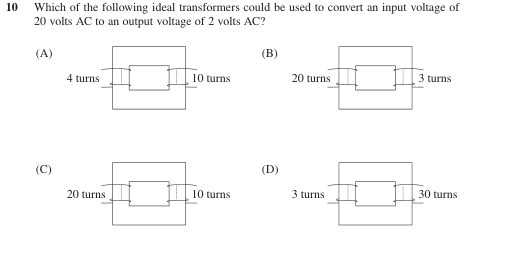 10 Which of the following ideal transformers could be used to convert an input voltage of
20 volts AC to an output voltage of 2 volts AC?
(A) (B)
4 turns 10 turns 20 turns 3 turns
(C) (D)
20 turns 10 turns 3 turns 30 turns